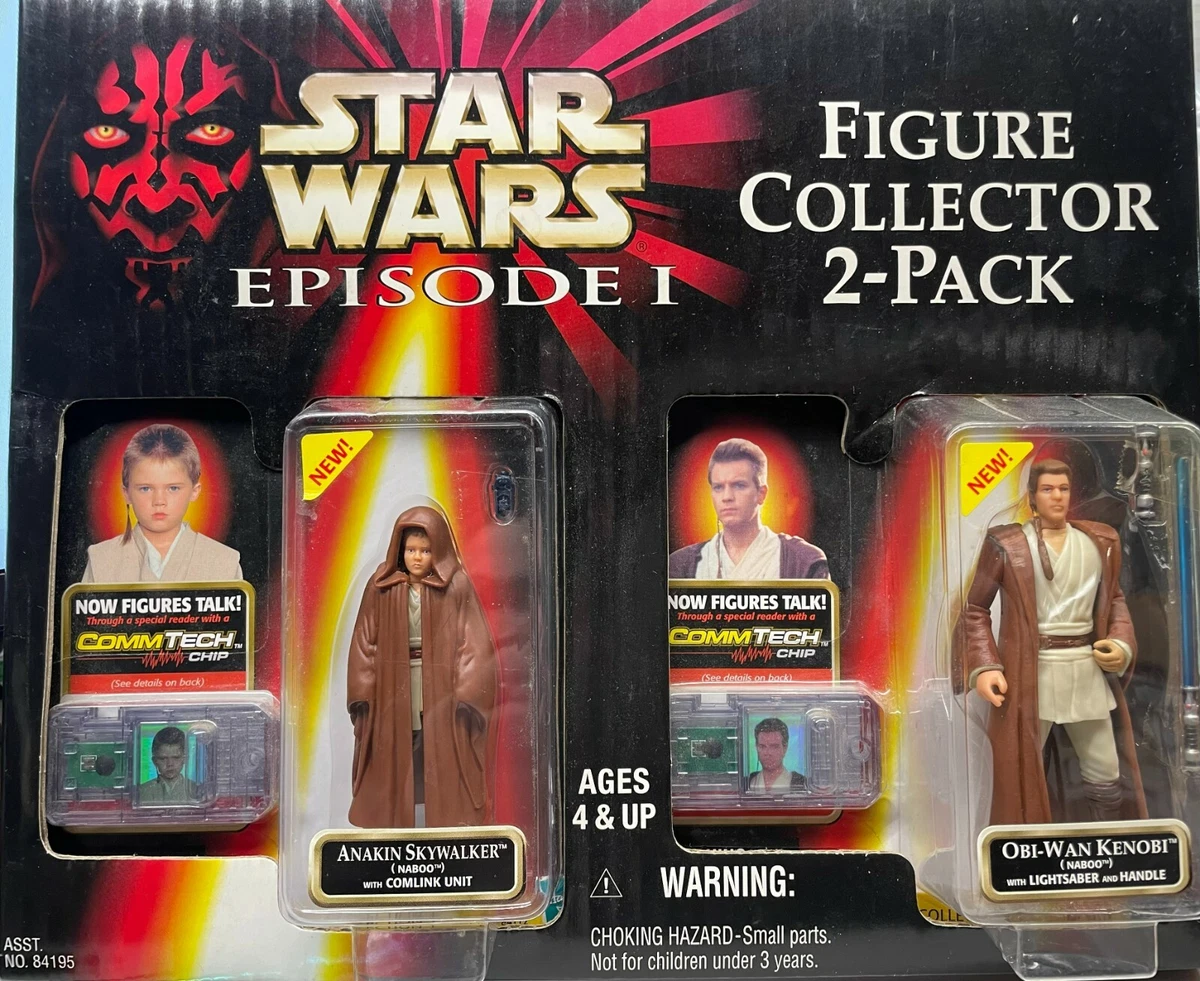 STAR
WARS®
EPISODE I
FIGURE
COLLECTOR
2-PACK
NEW!
NOW FIGURES TALK!
Through a special reader with a
COMMTECH™
CHIP
(See details on back)
ANAKIN SKYWALKER™
(NABOO™)
WITH COMLINK UNIT
NEW!
NOW FIGURES TALK!
Through a special reader with a
COMMTECH™
CHIP
(See details on back)
OBI-WAN KENOBI™
(NABOO™)
WITH LIGHTSABER AND HANDLE
AGES
4 & UP
WARNING:
CHOKING HAZARD-Small parts.
Not for children under 3 years.
ASST.
NO. 84195